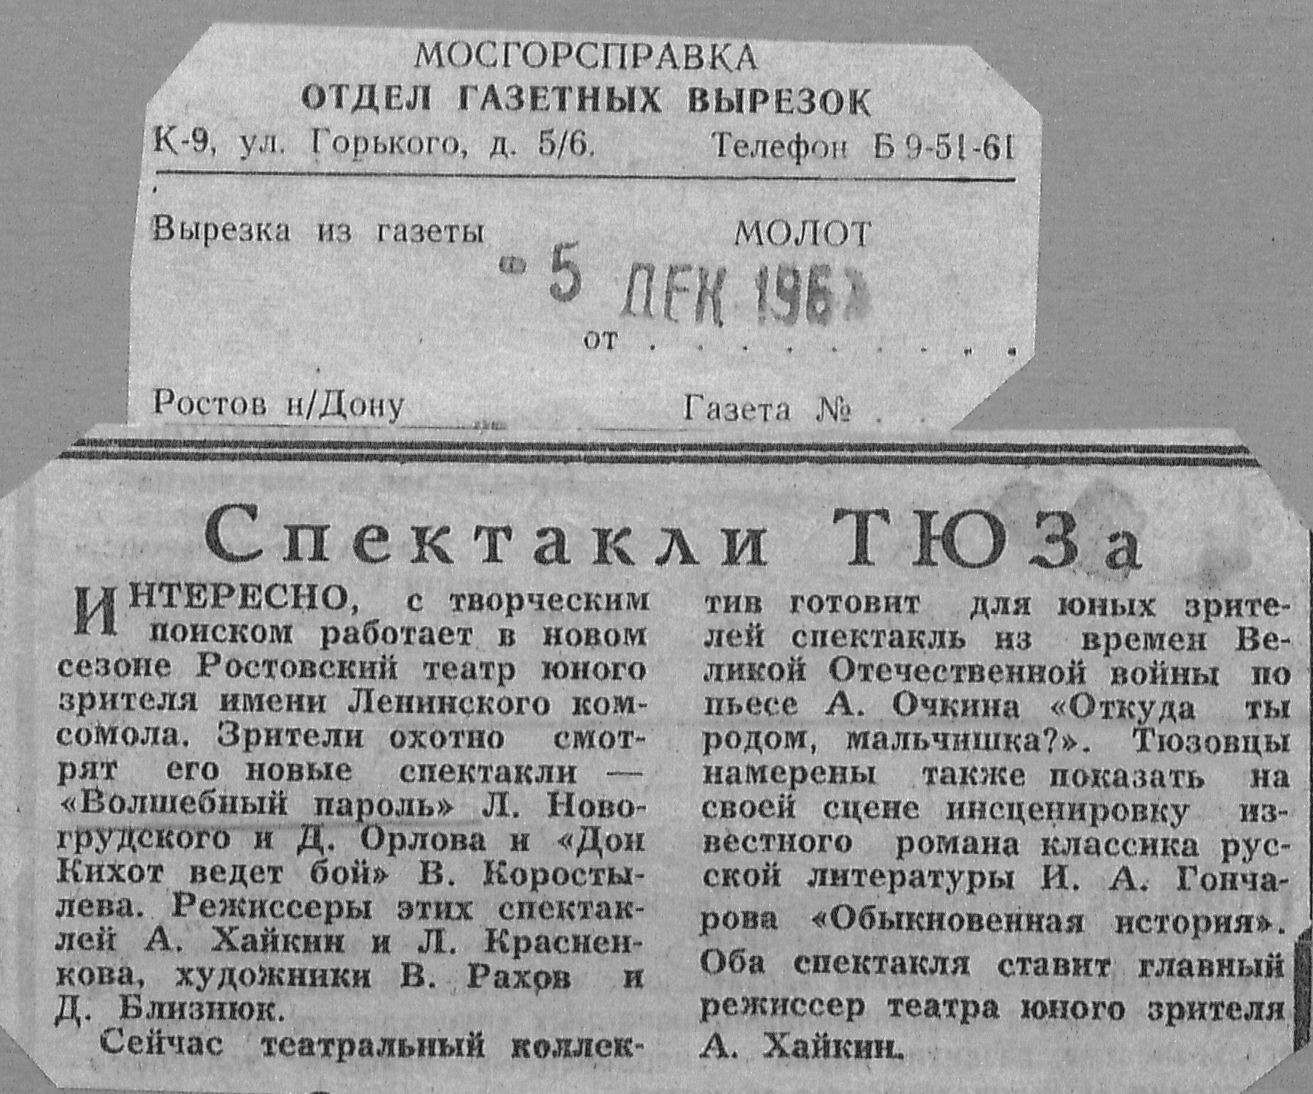 МОСГОРСПРАВКА
ОТДЕЛ ГАЗЕТНЫХ ВЫРЕЗОК
К-9, ул. Горького, д. 5/6. Телефон Б 9-51-61
Вырезка из газеты МОЛОТ
5 ДЕК 196
от . . . . . . . . .
Ростов н/Дону Газета № . .
Спектакли ТЮЗа
ИНТЕРЕСНО, с творческим
поиском работает в новом
сезоне Ростовский театр юного
зрителя имени Ленинского ком-
сомола. Зрители охотно смот-
рят его новые спектакли —
«Волшебный пароль» Л. Ново-
грудского и Д. Орлова и «Дон
Кихот ведет бой» В. Коросты-
лева. Режиссеры этих спектак-
лей А. Хайкин и Л. Краснен-
кова, художники В. Рахов и
Д. Близнюк.
Сейчас театральный коллек-
тив готовит для юных зрите-
лей спектакль из времен Ве-
ликой Отечественной войны по
пьесе А. Очкина «Откуда ты
родом, мальчишка?». Тюзовцы
намерены также показать на
своей сцене инсценировку из-
вестного романа классика рус-
ской литературы И. А. Гонча-
рова «Обыкновенная история».
Оба спектакля ставит главный
режиссер театра юного зрителя
А. Хайкин.